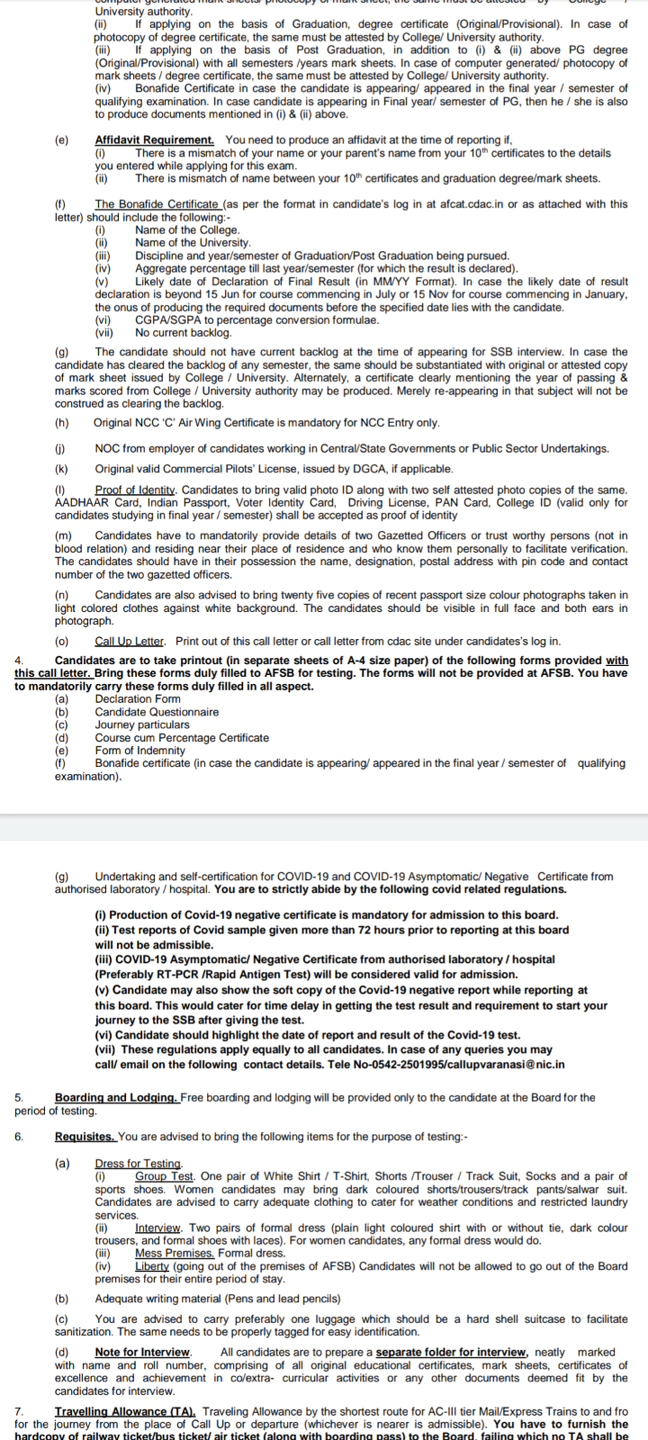 computer generated mark sheets/ photocopy of mark sheet, the same must be attested by College /
University authority.
(ii) If applying on the basis of Graduation, degree certificate (Original/Provisional). In case of
photocopy of degree certificate, the same must be attested by College/ University authority.
(iii) If applying on the basis of Post Graduation, in addition to (i) & (ii) above PG degree
(Original/Provisional) with all semesters /years mark sheets. In case of computer generated/ photocopy of
mark sheets / degree certificate, the same must be attested by College/ University authority.
(iv) Bonafide Certificate in case the candidate is appearing/ appeared in the final year / semester of
qualifying examination. In case candidate is appearing in Final year/ semester of PG, then he / she is also
to produce documents mentioned in (i) & (ii) above.
(e) Affidavit Requirement. You need to produce an affidavit at the time of reporting if,
(i) There is a mismatch of your name or your parent's name from your 10th certificates to the details
you entered while applying for this exam.
(ii) There is mismatch of name between your 10th certificates and graduation degree/mark sheets.
(f) The Bonafide Certificate (as per the format in candidate's log in at afcat.cdac.in or as attached with this
letter) should include the following:-
(i) Name of the College.
(ii) Name of the University.
(iii) Discipline and year/semester of Graduation/Post Graduation being pursued.
(iv) Aggregate percentage till last year/semester (for which the result is declared).
(v) Likely date of Declaration of Final Result (in MM/YY Format). In case the likely date of result
declaration is beyond 15 Jun for course commencing in July or 15 Nov for course commencing in January,
the onus of producing the required documents before the specified date lies with the candidate.
(vi) CGPA/SGPA to percentage conversion formulae.
(vii) No current backlog.
(g) The candidate should not have current backlog at the time of appearing for SSB interview. In case the
candidate has cleared the backlog of any semester, the same should be substantiated with original or attested copy
of mark sheet issued by College / University. Alternately, a certificate clearly mentioning the year of passing &
marks scored from College / University authority may be produced. Merely re-appearing in that subject will not be
construed as clearing the backlog.
(h) Original NCC 'C' Air Wing Certificate is mandatory for NCC Entry only.
(j) NOC from employer of candidates working in Central/State Governments or Public Sector Undertakings.
(k) Original valid Commercial Pilots' License, issued by DGCA, if applicable.
(l) Proof of Identity. Candidates to bring valid photo ID along with two self attested photo copies of the same.
AADHAAR Card, Indian Passport, Voter Identity Card, Driving License, PAN Card, College ID (valid only for
candidates studying in final year / semester) shall be accepted as proof of identity
(m) Candidates have to mandatorily provide details of two Gazetted Officers or trust worthy persons (not in
blood relation) and residing near their place of residence and who know them personally to facilitate verification.
The candidates should have in their possession the name, designation, postal address with pin code and contact
number of the two gazetted officers.
(n) Candidates are also advised to bring twenty five copies of recent passport size colour photographs taken in
light colored clothes against white background. The candidates should be visible in full face and both ears in
photograph.
(o) Call Up Letter. Print out of this call letter or call letter from cdac site under candidates's log in.
4. Candidates are to take printout (in separate sheets of A-4 size paper) of the following forms provided with
this call letter. Bring these forms duly filled to AFSB for testing. The forms will not be provided at AFSB. You have
to mandatorily carry these forms duly filled in all aspect.
(a) Declaration Form
(b) Candidate Questionnaire
(c) Journey particulars
(d) Course cum Percentage Certificate
(e) Form of Indemnity
(f) Bonafide certificate (in case the candidate is appearing/ appeared in the final year / semester of qualifying
examination).
(g) Undertaking and self-certification for COVID-19 and COVID-19 Asymptomatic/ Negative Certificate from
authorised laboratory / hospital. You are to strictly abide by the following covid related regulations.
(i) Production of Covid-19 negative certificate is mandatory for admission to this board.
(ii) Test reports of Covid sample given more than 72 hours prior to reporting at this board
will not be admissible.
(iii) COVID-19 Asymptomatic/ Negative Certificate from authorised laboratory / hospital
(Preferably RT-PCR /Rapid Antigen Test) will be considered valid for admission.
(v) Candidate may also show the soft copy of the Covid-19 negative report while reporting at
this board. This would cater for time delay in getting the test result and requirement to start your
journey to the SSB after giving the test.
(vi) Candidate should highlight the date of report and result of the Covid-19 test.
(vii) These regulations apply equally to all candidates. In case of any queries you may
call/ email on the following contact details. Tele No-0542-2501995/callupvaranasi@nic.in
5. Boarding and Lodging. Free boarding and lodging will be provided only to the candidate at the Board for the
period of testing.
6. Requisites. You are advised to bring the following items for the purpose of testing:-
(a) Dress for Testing.
(i) Group Test. One pair of White Shirt / T-Shirt, Shorts /Trouser / Track Suit, Socks and a pair of
sports shoes. Women candidates may bring dark coloured shorts/trousers/track pants/salwar suit.
Candidates are advised to carry adequate clothing to cater for weather conditions and restricted laundry
services.
(ii) Interview. Two pairs of formal dress (plain light coloured shirt with or without tie, dark colour
trousers, and formal shoes with laces). For women candidates, any formal dress would do.
(iii) Mess Premises. Formal dress.
(iv) Liberty (going out of the premises of AFSB) Candidates will not be allowed to go out of the Board
premises for their entire period of stay.
(b) Adequate writing material (Pens and lead pencils)
(c) You are advised to carry preferably one luggage which should be a hard shell suitcase to facilitate
sanitization. The same needs to be properly tagged for easy identification.
(d) Note for Interview. All candidates are to prepare a separate folder for interview, neatly marked
with name and roll number, comprising of all original educational certificates, mark sheets, certificates of
excellence and achievement in co/extra- curricular activities or any other documents deemed fit by the
candidates for interview.
7. Travelling Allowance (TA). Traveling Allowance by the shortest route for AC-III tier Mail/Express Trains to and fro
for the journey from the place of Call Up or departure (whichever is nearer is admissible). You have to furnish the
hardcopy of railway ticket/bus ticket/ air ticket (along with boarding pass) to the Board, failing which no TA shall be